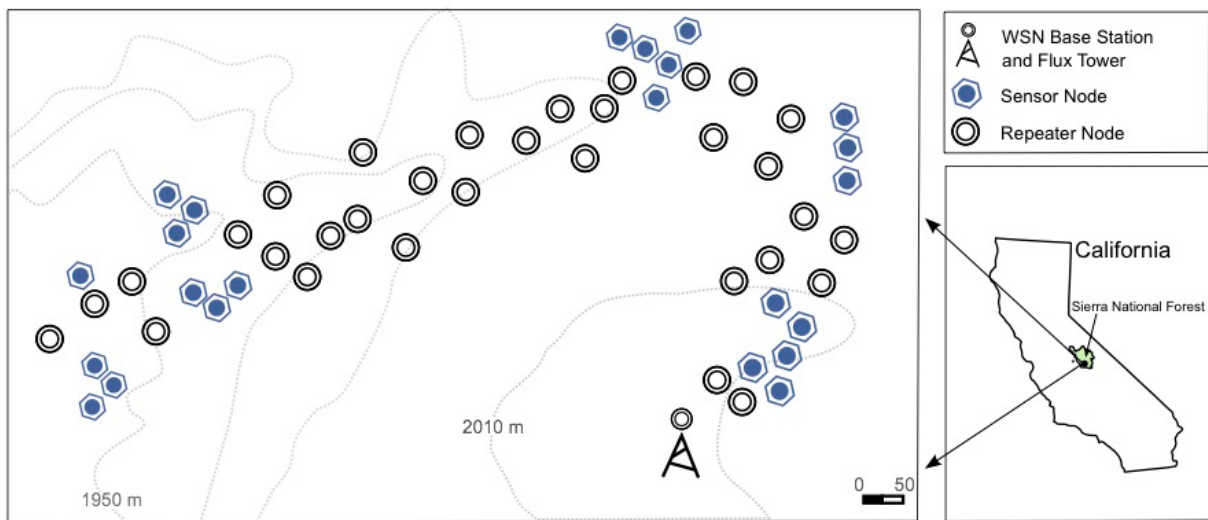 WSN Base Station
and Flux Tower
Sensor Node
Repeater Node
California
Sierra National Forest
2010 m
1950 m
0 50